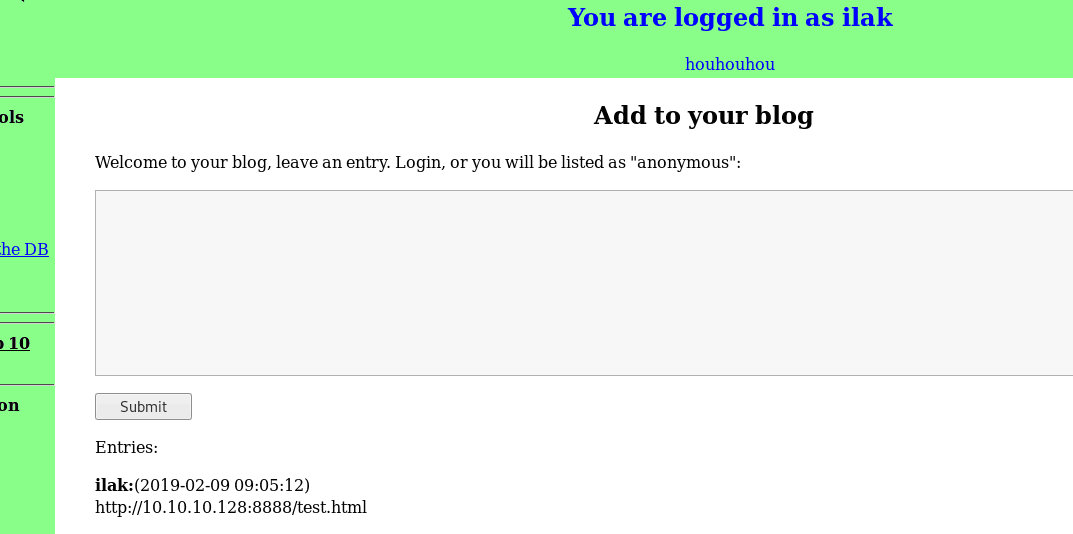 You are logged in as ilak
houhouhou
ols
the DB
10
on
Add to your blog
Welcome to your blog, leave an entry. Login, or you will be listed as "anonymous":
Submit
Entries:
ilak:(2019-02-09 09:05:12)
http://10.10.10.128:8888/test.html